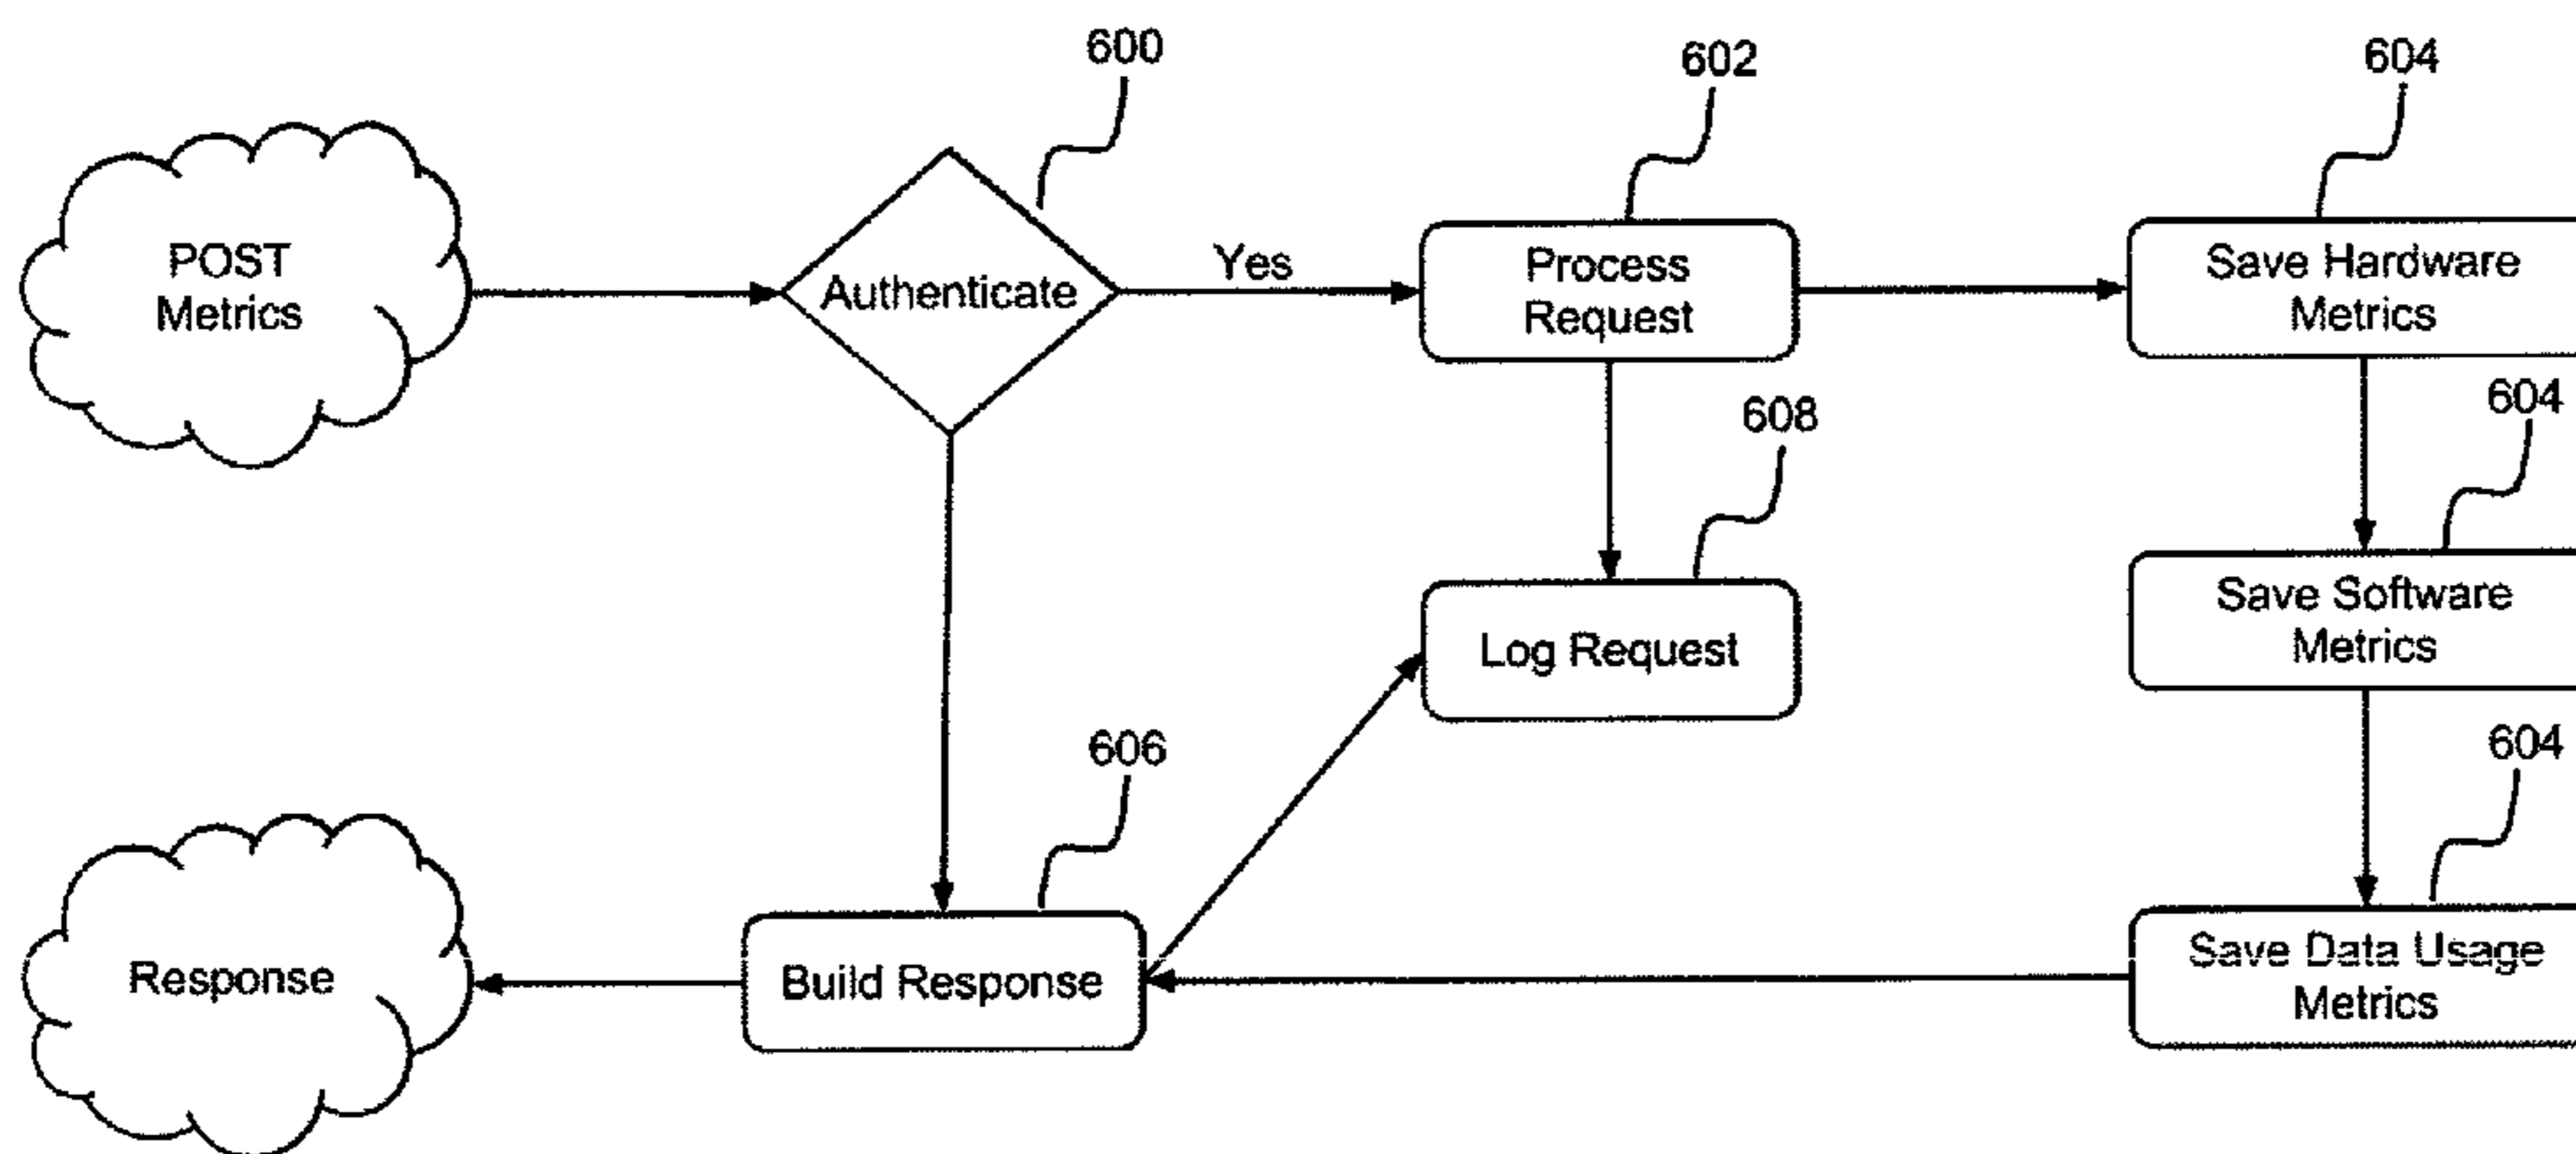 600
602
604
POST
Metrics
Authenticate
Yes
Process
Request
Save Hardware
Metrics
604
608
Save Software
Metrics
Log Request
604
606
Response
Build Response
Save Data Usage
Metrics